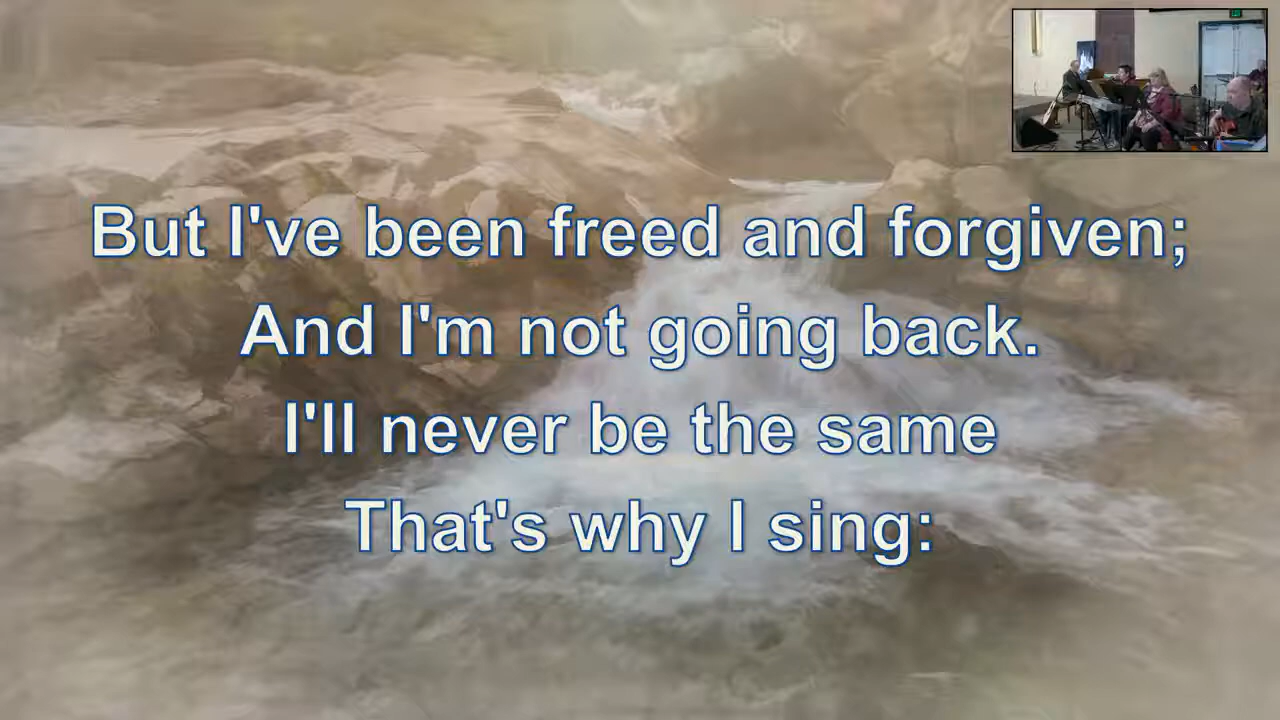 But I've been freed and forgiven;
And I'm not going back.
I'll never be the same
That's why I sing: